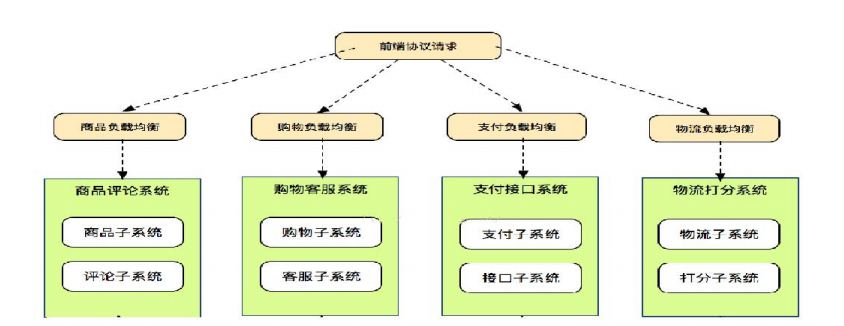 前端协议请求
商品负载均衡
购物负载均衡
支付负载均衡
物流负载均衡
商品评论系统
购物客服系统
支付接口系统
物流打分系统
商品子系统
购物子系统
支付子系统
物流子系统
评论子系统
客服子系统
接口子系统
打分子系统